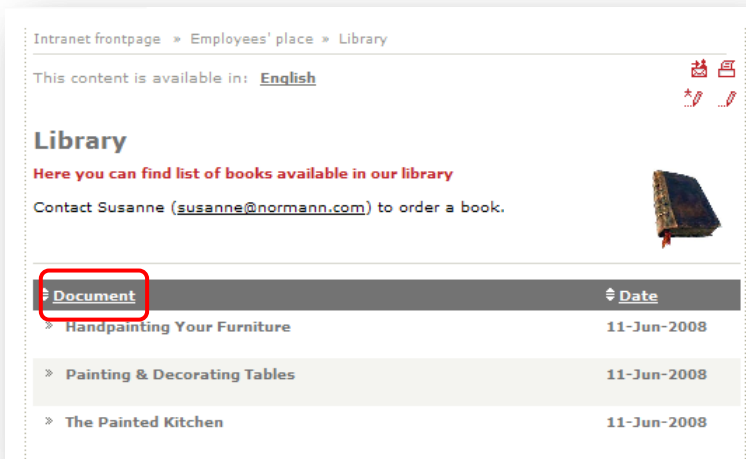 Intranet frontpage » Employees' place » Library
This content is available in: English
Library
Here you can find list of books available in our library
Contact Susanne (susanne@normann.com) to order a book.
Document Date
» Handpainting Your Furniture 11-Jun-2008
» Painting & Decorating Tables 11-Jun-2008
» The Painted Kitchen 11-Jun-2008